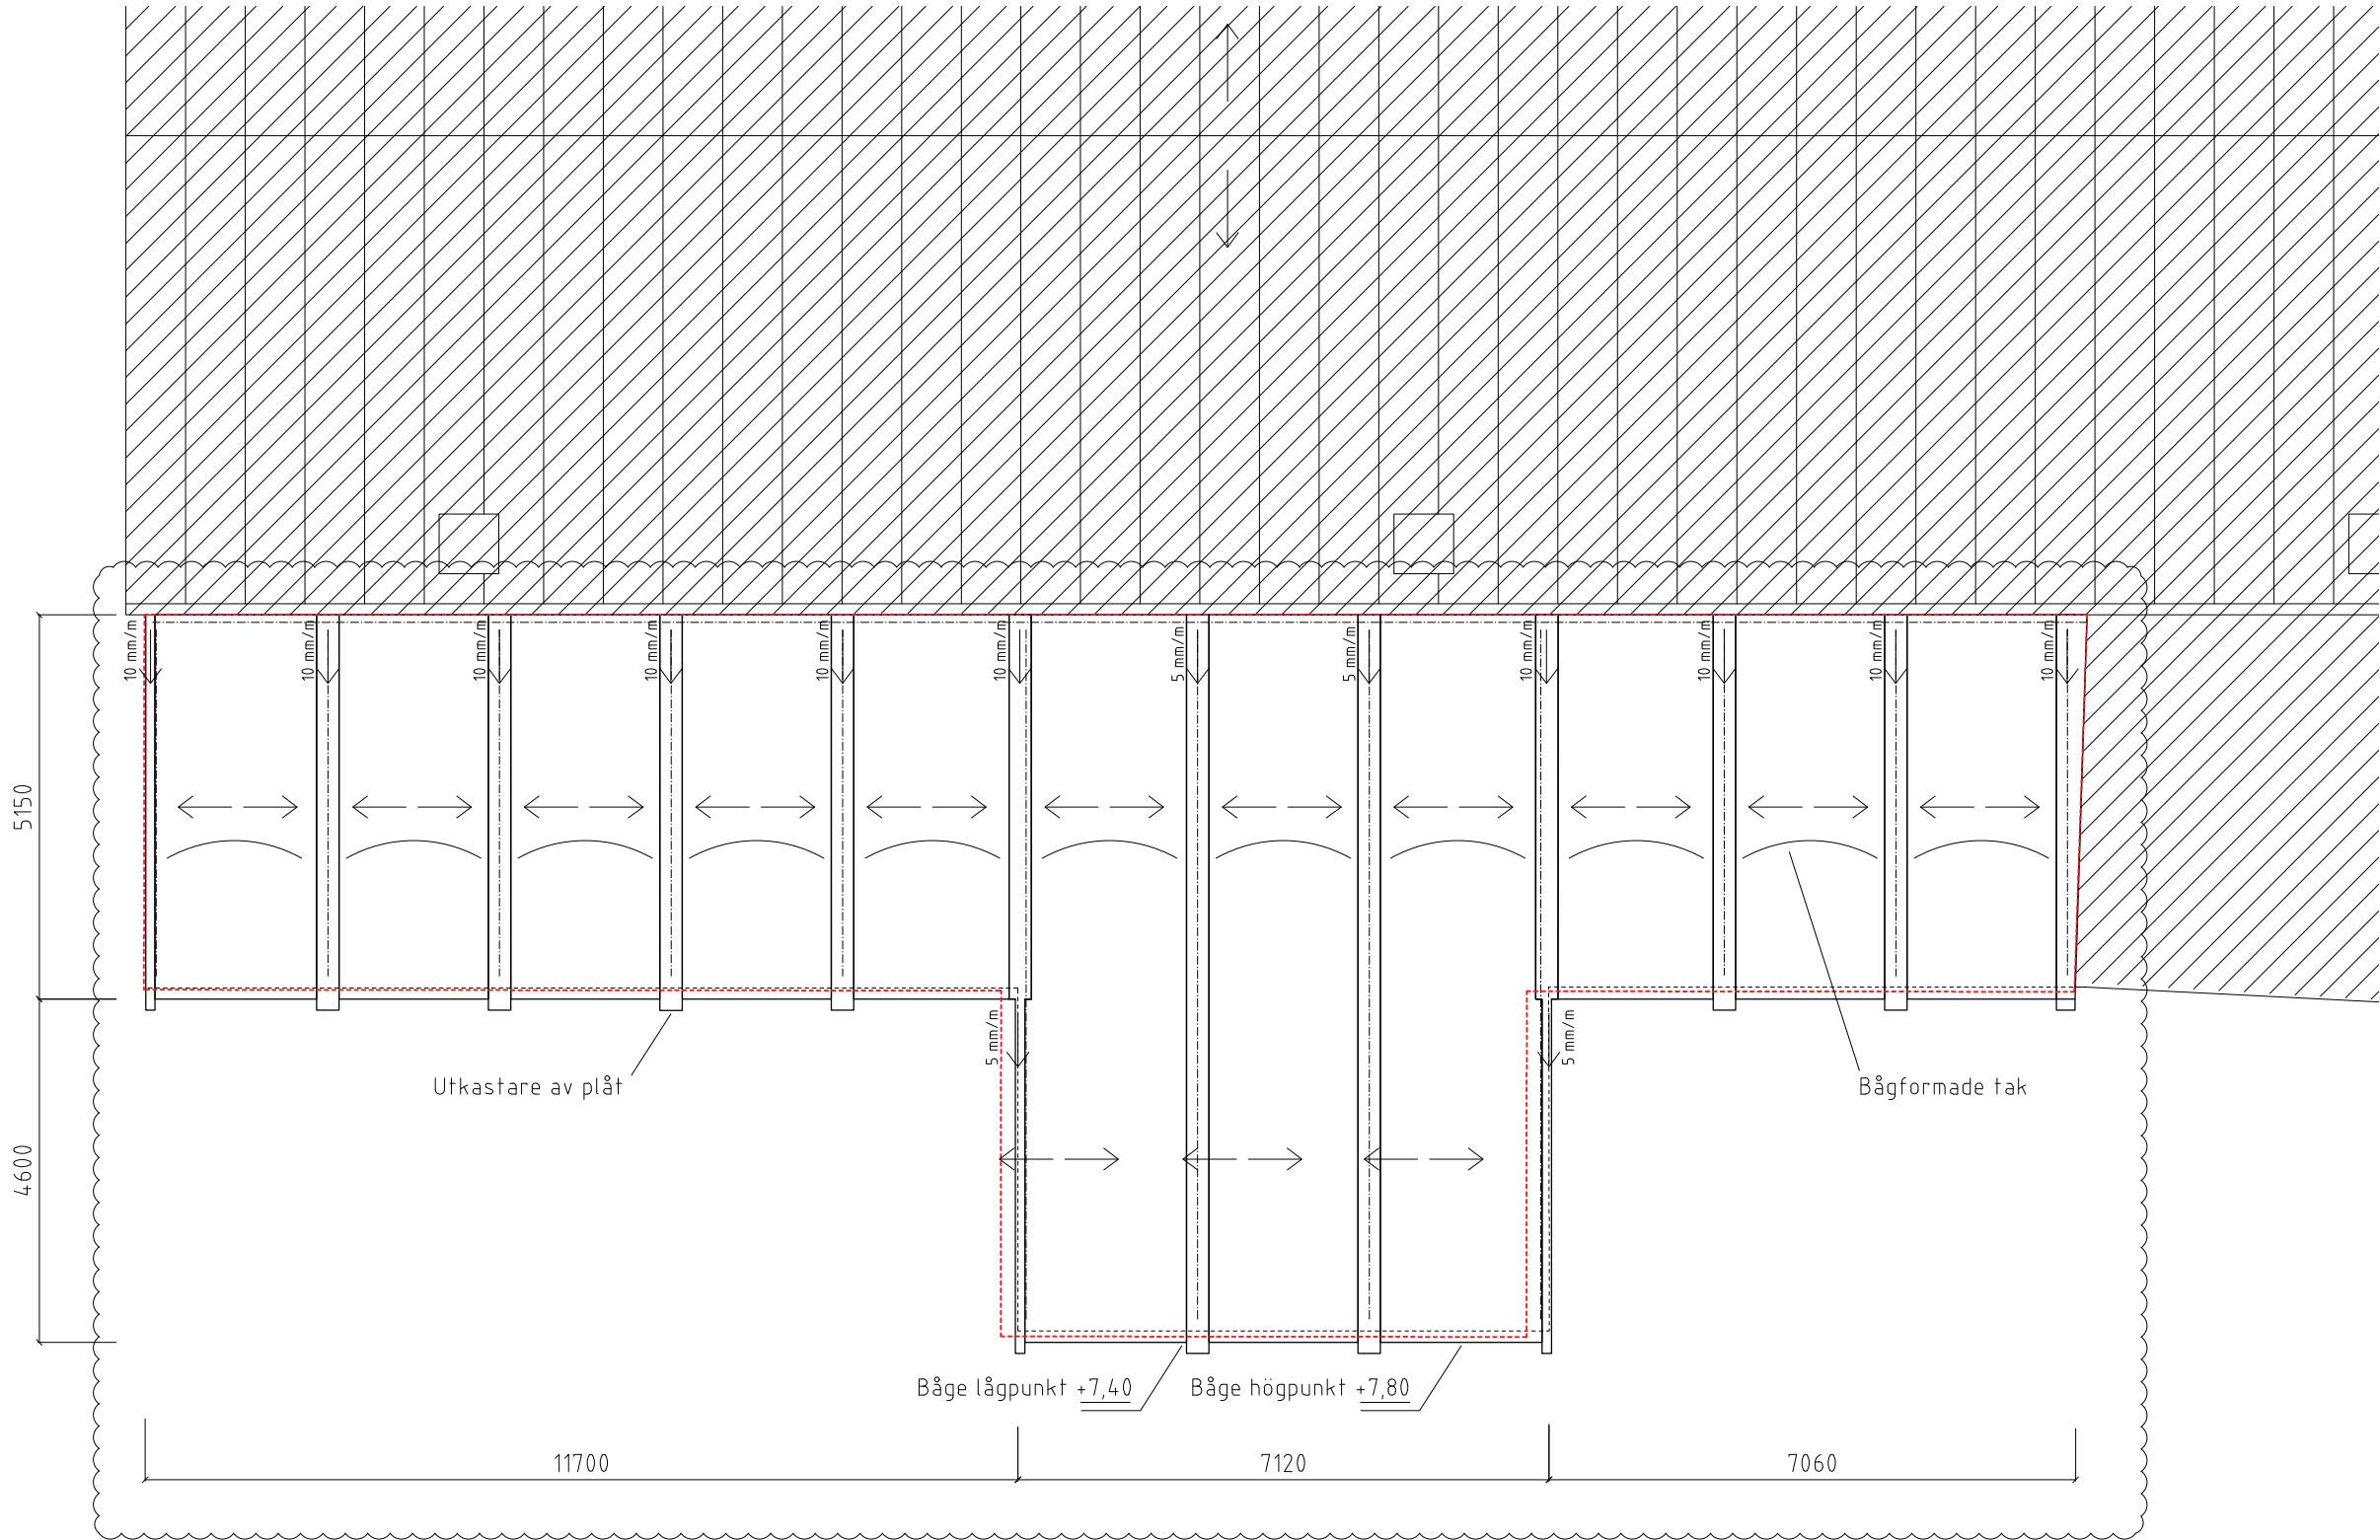 10 mm/m
10 mm/m
10 mm/m
10 mm/m
10 mm/m
10 mm/m
5 mm/m
5 mm/m
10 mm/m
10 mm/m
10 mm/m
10 mm/m
5150
5 mm/m
5 mm/m
Utkastare av plåt
Bågformade tak
4600
Båge lågpunkt +7,40
Båge högpunkt +7,80
11700
7120
7060